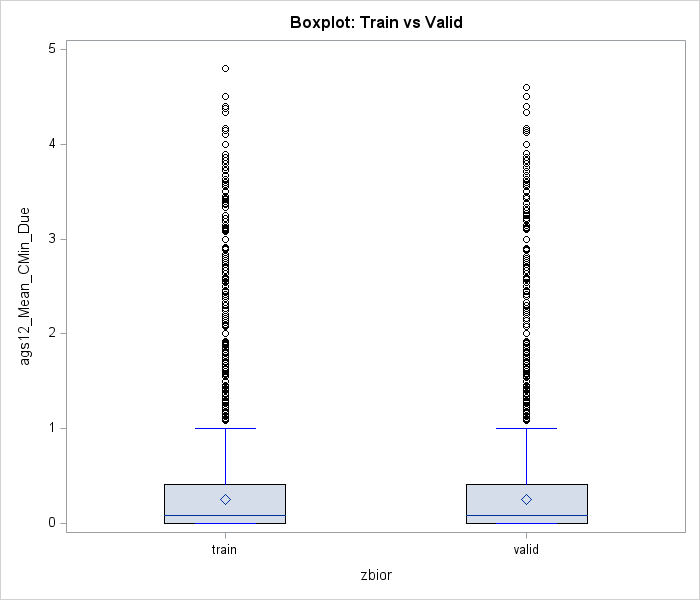 Boxplot: Train vs Valid
5
4
3
2
1
0
ags12_Mean_CMin_Due
train
valid
zbior